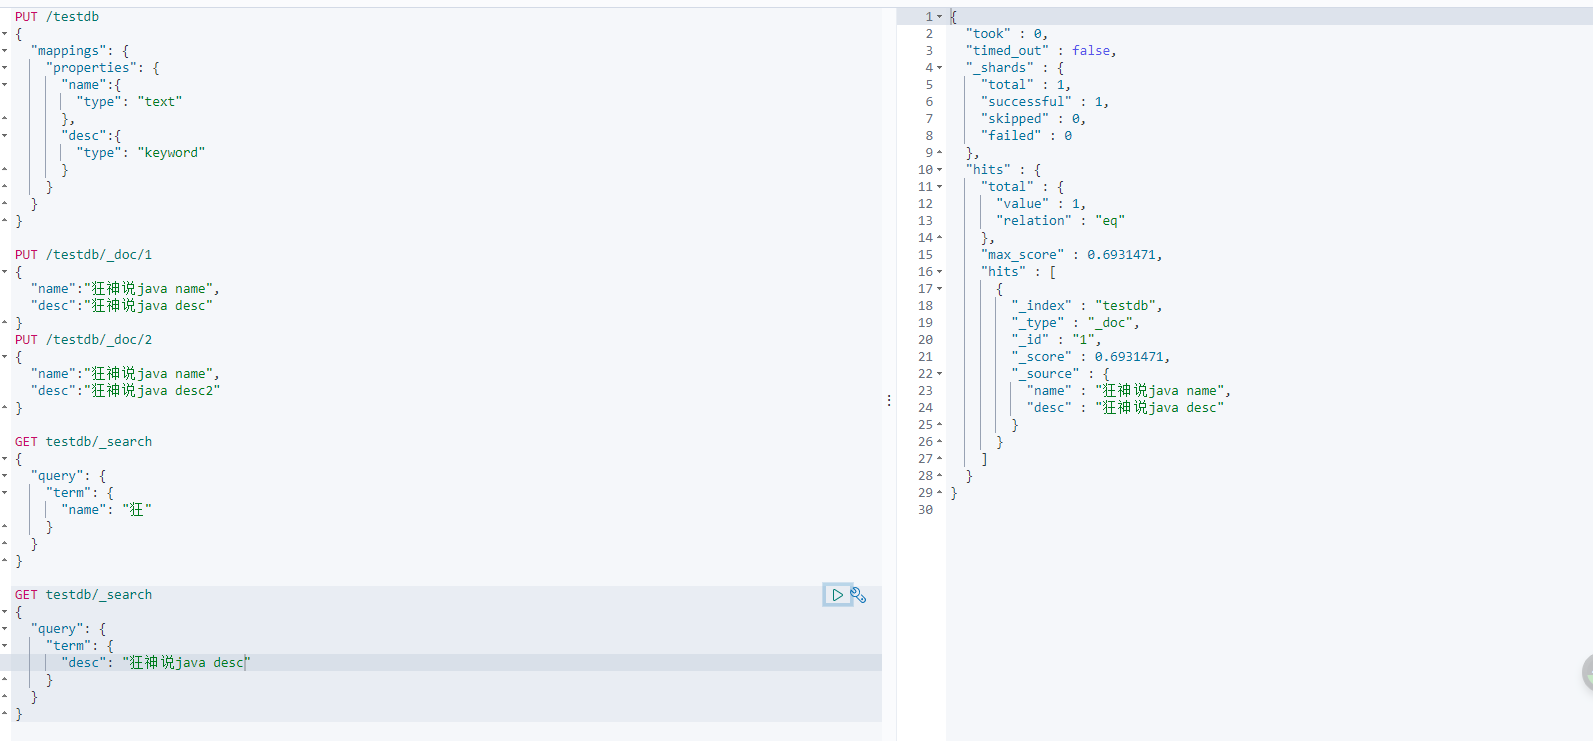 PUT /testdb
{
  "mappings": {
    "properties": {
      "name":{
        "type": "text"
      },
      "desc":{
        "type": "keyword"
      }
    }
  }
}
PUT /testdb/_doc/1
{
  "name":"狂神说java name",
  "desc":"狂神说java desc"
}
PUT /testdb/_doc/2
{
  "name":"狂神说java name",
  "desc":"狂神说java desc2"
}
GET testdb/_search
{
  "query": {
    "term": {
      "name": "狂"
    }
  }
}
GET testdb/_search
{
  "query": {
    "term": {
      "desc": "狂神说java desc"
    }
  }
}
1 {
2   "took" : 0,
3   "timed_out" : false,
4   "_shards" : {
5     "total" : 1,
6     "successful" : 1,
7     "skipped" : 0,
8     "failed" : 0
9   },
10   "hits" : {
11     "total" : {
12       "value" : 1,
13       "relation" : "eq"
14     },
15     "max_score" : 0.6931471,
16     "hits" : [
17       {
18         "_index" : "testdb",
19         "_type" : "_doc",
20         "_id" : "1",
21         "_score" : 0.6931471,
22         "_source" : {
23           "name" : "狂神说java name",
24           "desc" : "狂神说java desc"
25         }
26       }
27     ]
28   }
29 }
30